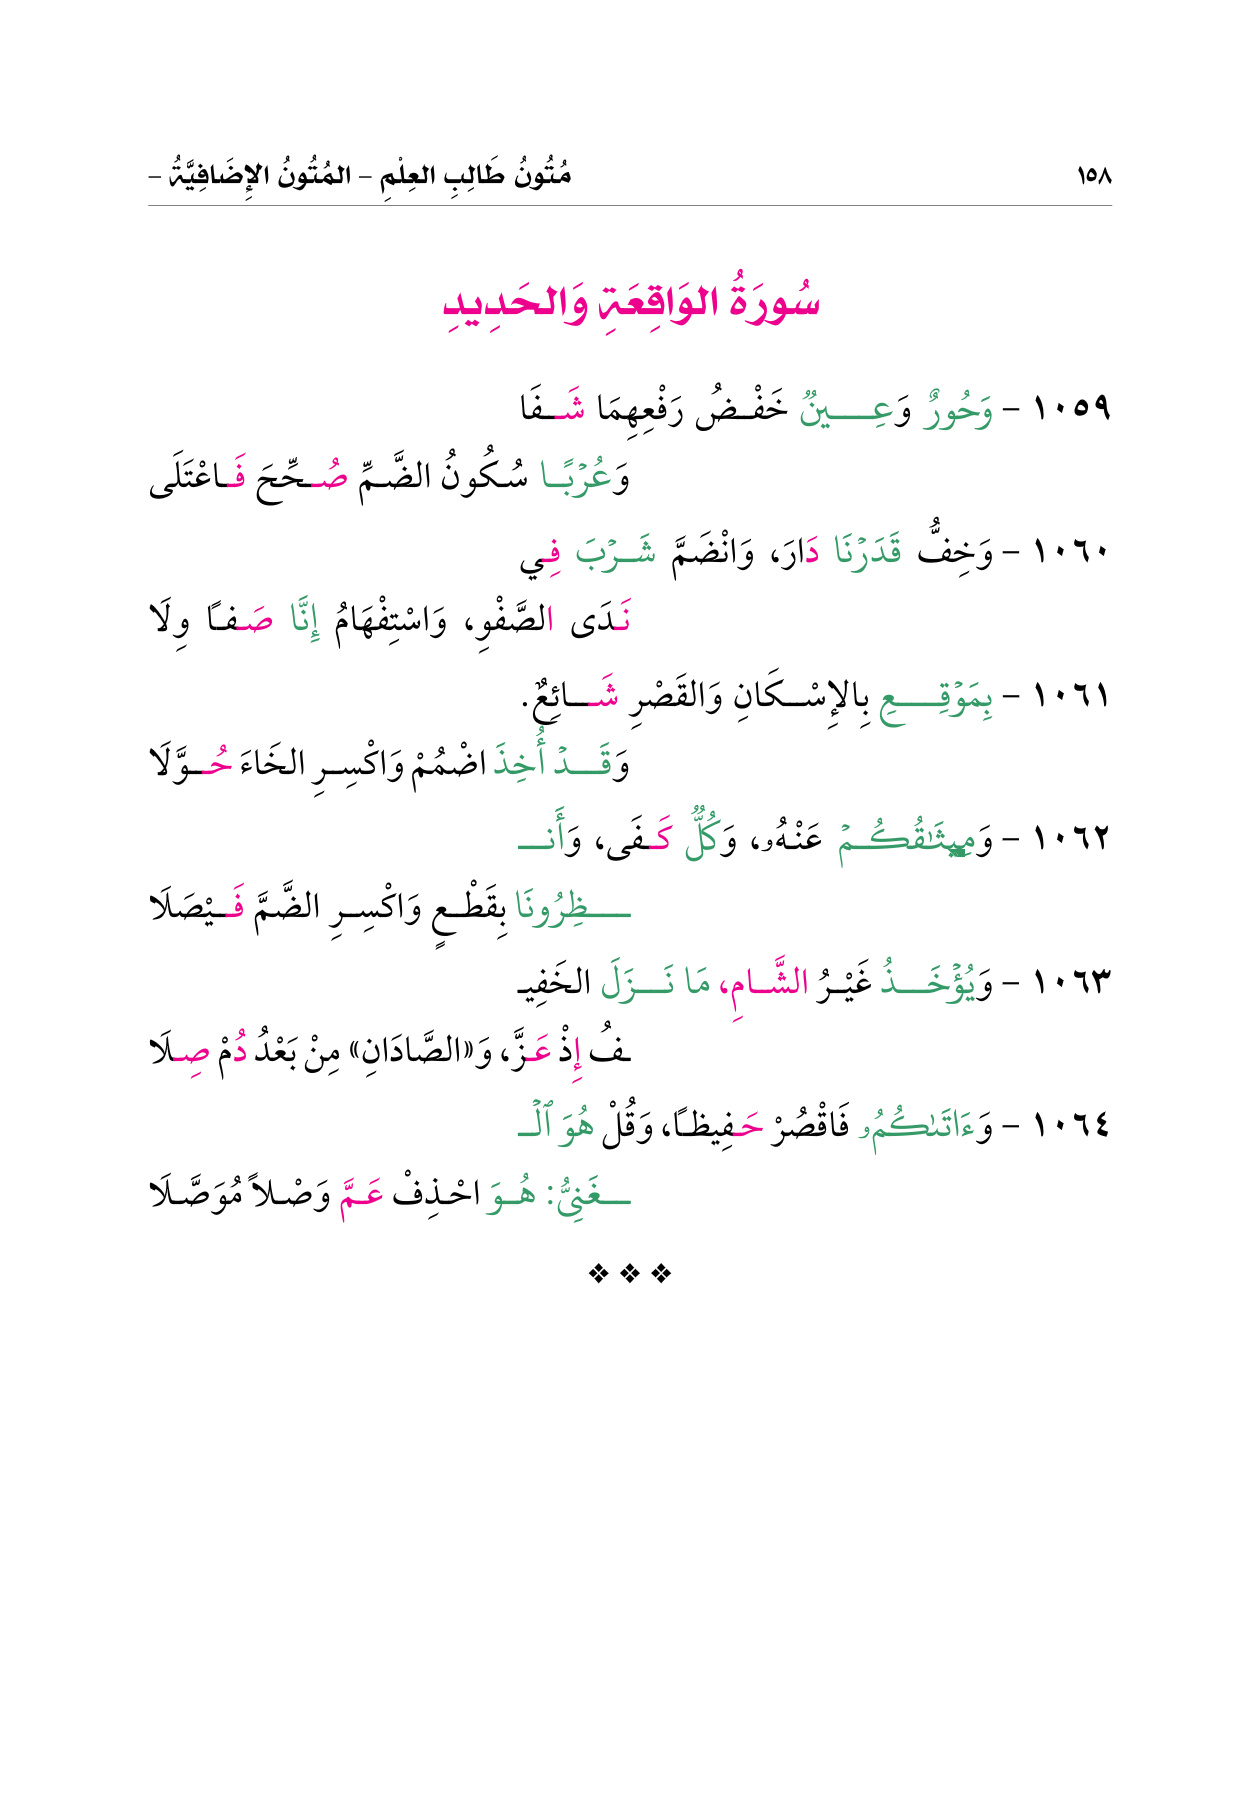 ١٥٨ مُتُونُ طَالِبِ العِلْمِ – المُتُونُ الإِضَافِيَّةُ –
سُورَةُ الوَاقِعَةِ وَالحَدِيدِ
١٠٥٩ – وَحُورٌ وَعِينٌ خَفْضُ رَفْعِهِمَا شَفَا
وَعُرْبًا سُكُونُ الضَّمِّ صُحِّحَ فَاعْتَلَى
١٠٦٠ – وَخِفُّ قَدَرْنَا دَارَ، وَانْضَمَّ شَرْبَ فِي
نَدَى الصَّفْوِ، وَاسْتِفْهَامُ إِنَّا صَفًا وِلَا
١٠٦١ – بِمَوْقِعِ بِالإِسْكَانِ وَالقَصْرِ شَائِعٌ.
وَقَدْ أُخِذَ اضْمُمْ وَاكْسِرِ الخَاءَ حُوَّلَا
١٠٦٢ – وَمِيثَٰقُكُمْ عَنْهُۥ، وَكُلٌّ كَفَى، وَأَنـ
ـظِرُونَا بِقَطْعٍ وَاكْسِرِ الضَّمَّ فَيْصَلَا
١٠٦٣ – وَيُؤْخَذُ غَيْرُ الشَّامِ، مَا نَزَلَ الخَفِيـ
ـفُ إِذْ عَزَّ، وَ«الصَّادَانِ» مِنْ بَعْدُ دُمْ صِلَا
١٠٦٤ – وَءَاتَىٰكُمُۥ فَاقْصُرْ حَفِيظًا، وَقُلْ هُوَ ٱلْـ
ـغَنِيُّ: هُوَ احْذِفْ عَمَّ وَصْلاً مُوَصَّلَا